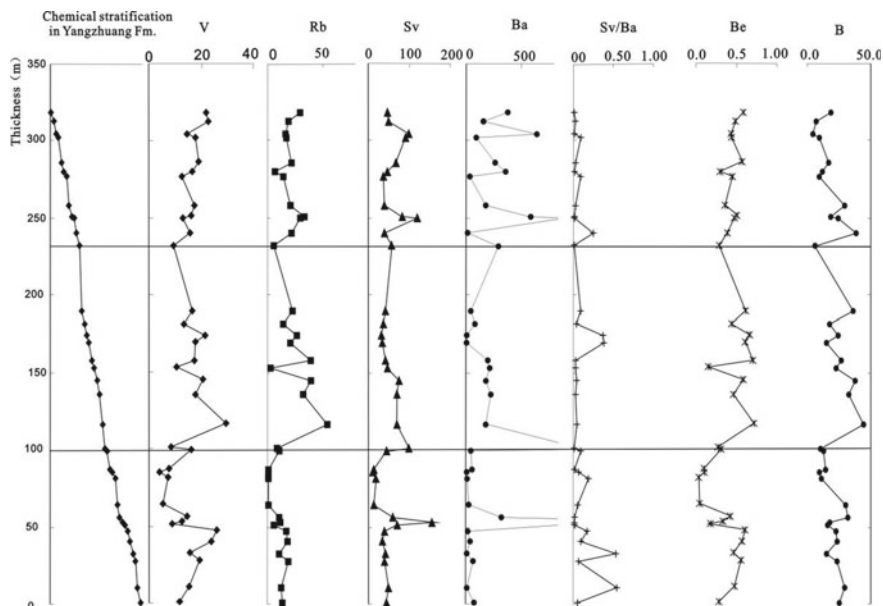 Chemical stratification
in Yangzhuang Fm.
V
Rb
Sv
Ba
Sv/Ba
Be
B
0 20 40
0 50
0 100 200
0 500
00 0.50 1.00
0.0 0.5 1.00
0.0 50.0
Thickness (m)
350
300
250
200
150
100
50
0